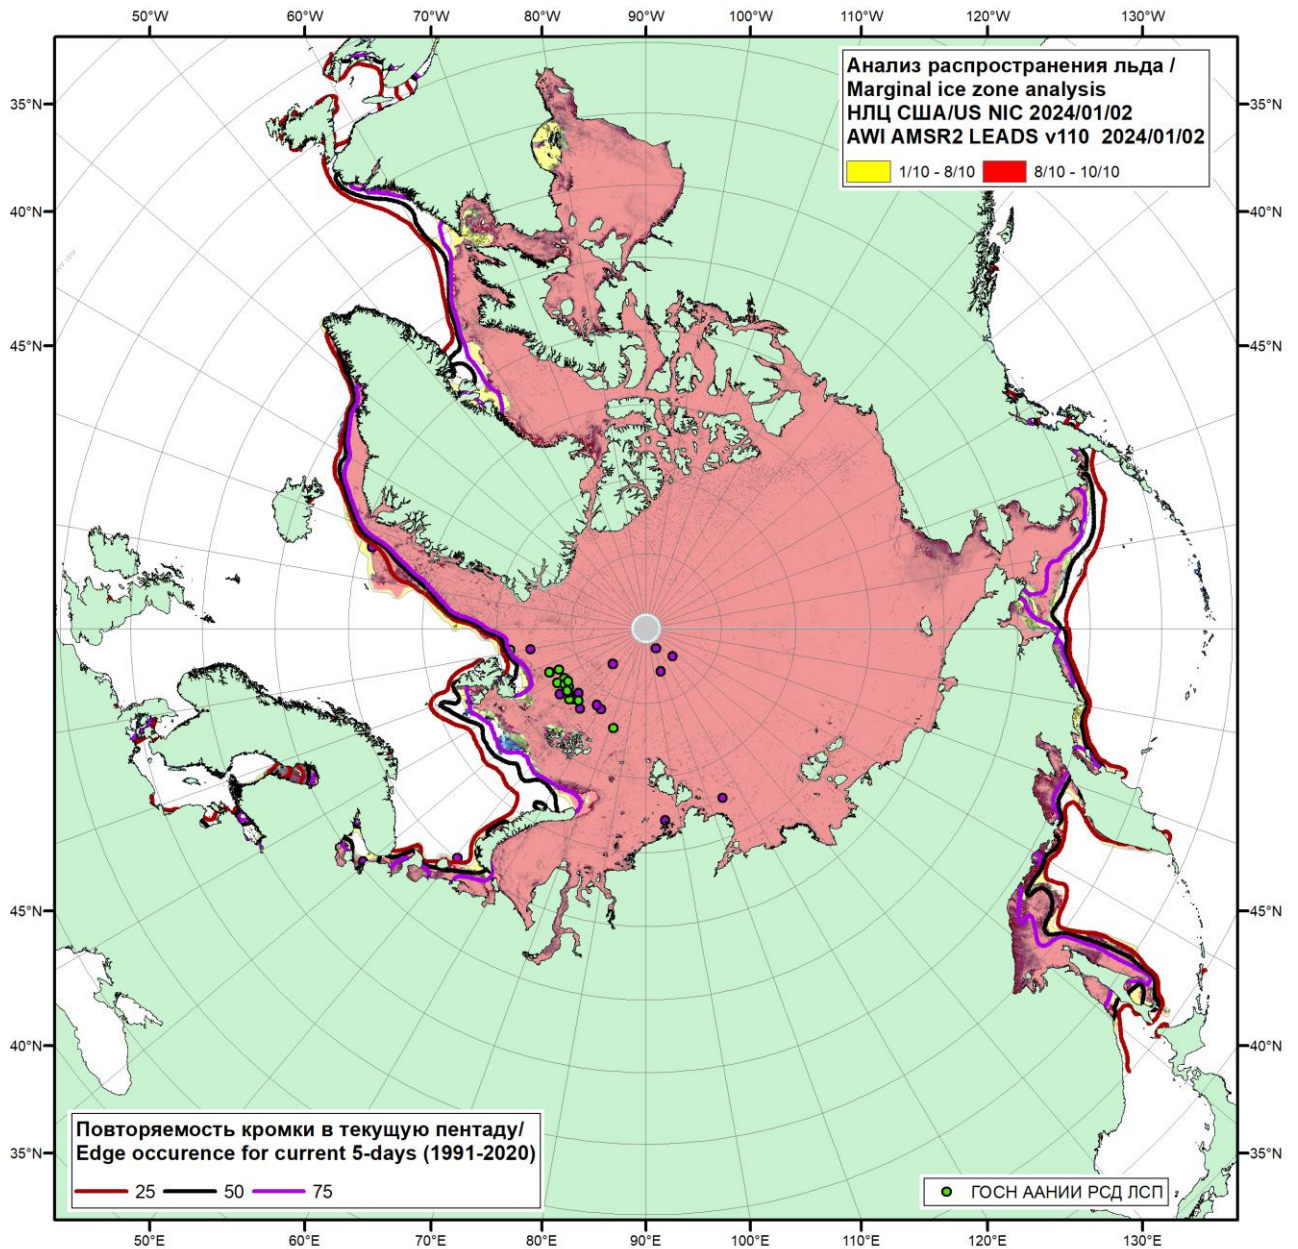 50°W 60°W 70°W 80°W 90°W 100°W 110°W 120°W 130°W
Анализ распространения льда /
Marginal ice zone analysis
НЛЦ США/US NIC 2024/01/02
AWI AMSR2 LEADS v110 2024/01/02
1/10 - 8/10 8/10 - 10/10
35°N 35°N
40°N 40°N
45°N 45°N
45°N 45°N
40°N 40°N
35°N 35°N
Повторяемость кромки в текущую пентаду/
Edge occurence for current 5-days (1991-2020)
25 50 75
ГОСН ААНИИ РСД ЛСП
50°E 60°E 70°E 80°E 90°E 100°E 110°E 120°E 130°E